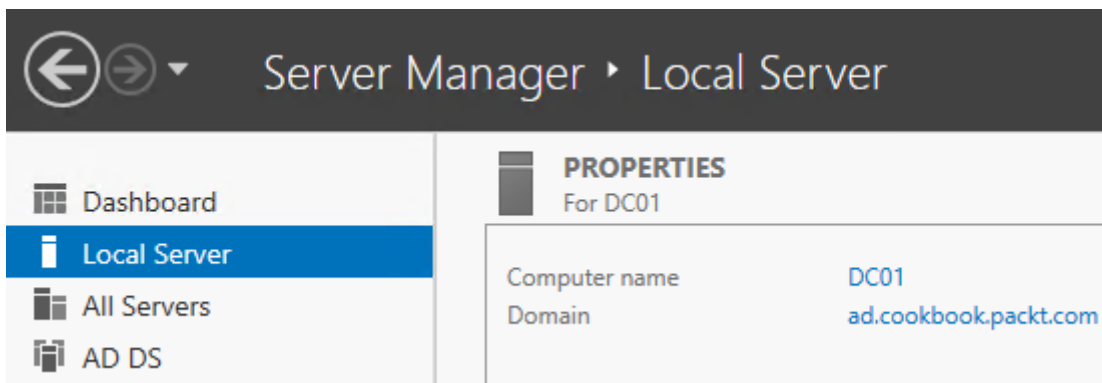 Server Manager ‣ Local Server
Dashboard
Local Server
All Servers
AD DS
PROPERTIES
For DC01
Computer name DC01
Domain ad.cookbook.packt.com